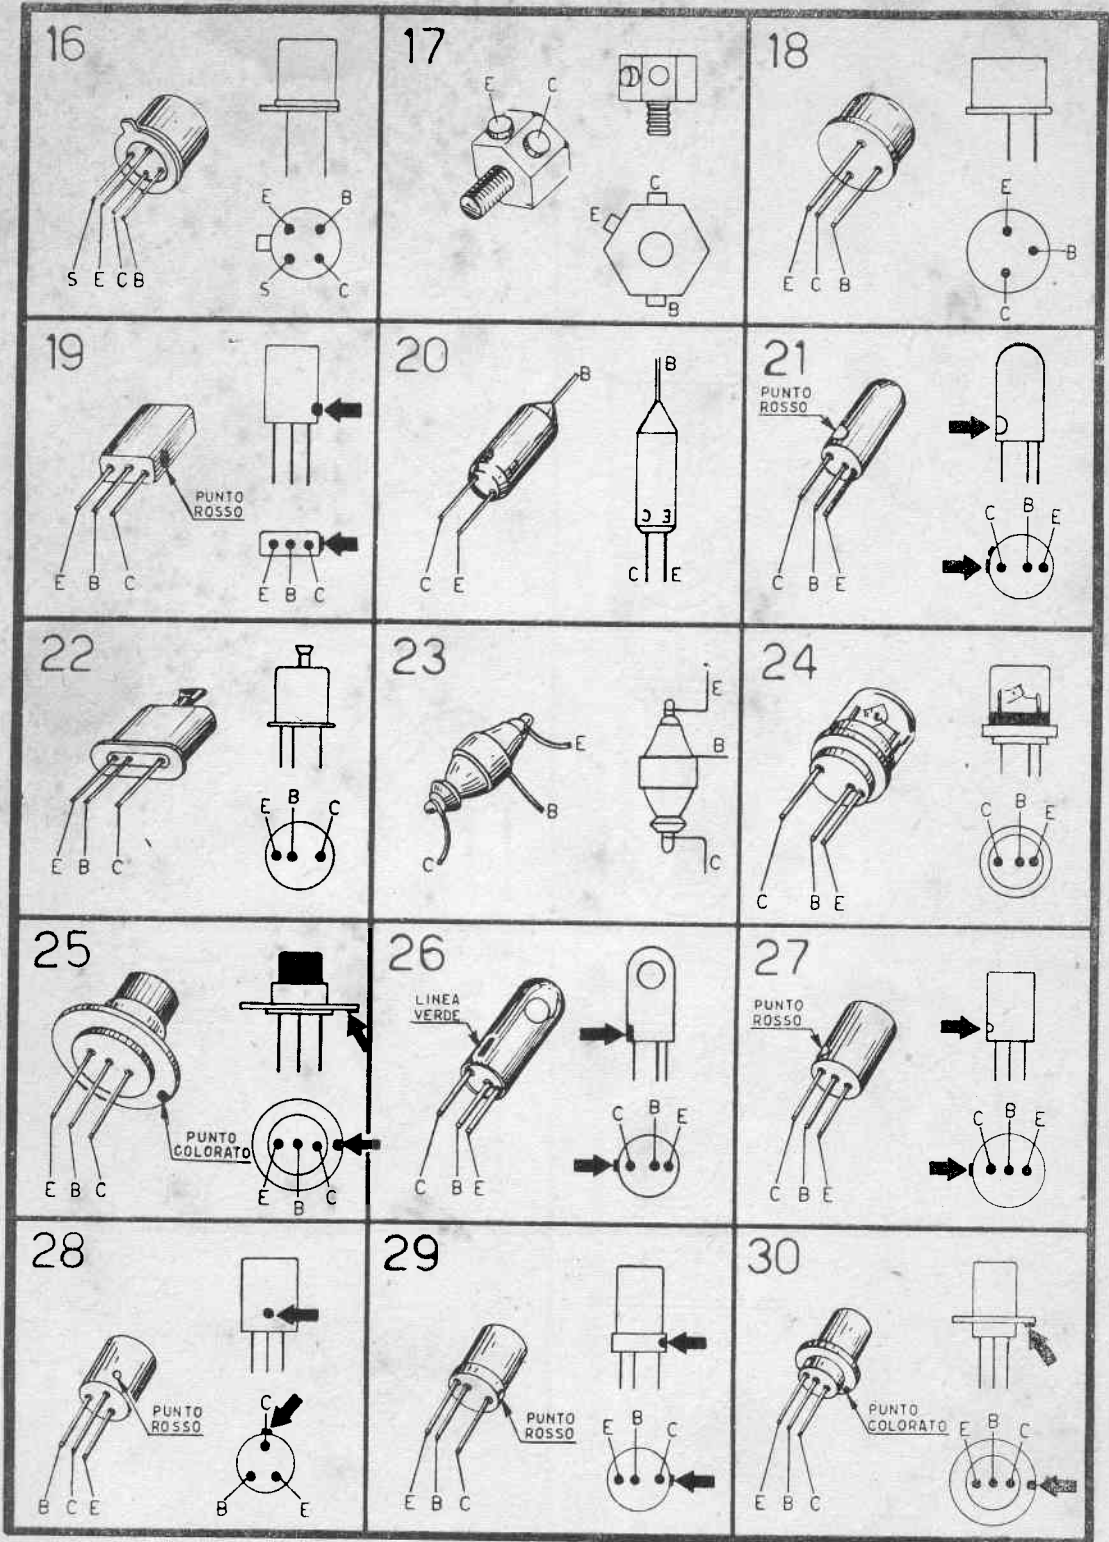 16
S E C B
E B
S C
17
E C
C
E
B
18
E C B
E
B
C
19
PUNTO
ROSSO
E B C
E B C
20
B
C E
B
C E
C E
21
PUNTO
ROSSO
C B E
C B E
22
E B C
E B C
23
E
B
C
E
B
C
24
C B E
C B E
25
PUNTO
COLORATO
E B C
E B C
26
LINEA
VERDE
C B E
C B E
27
PUNTO
ROSSO
C B E
C B E
28
PUNTO
ROSSO
B C E
C
B E
29
PUNTO
ROSSO
E B C
E B C
30
PUNTO
COLORATO
E B C
E B C